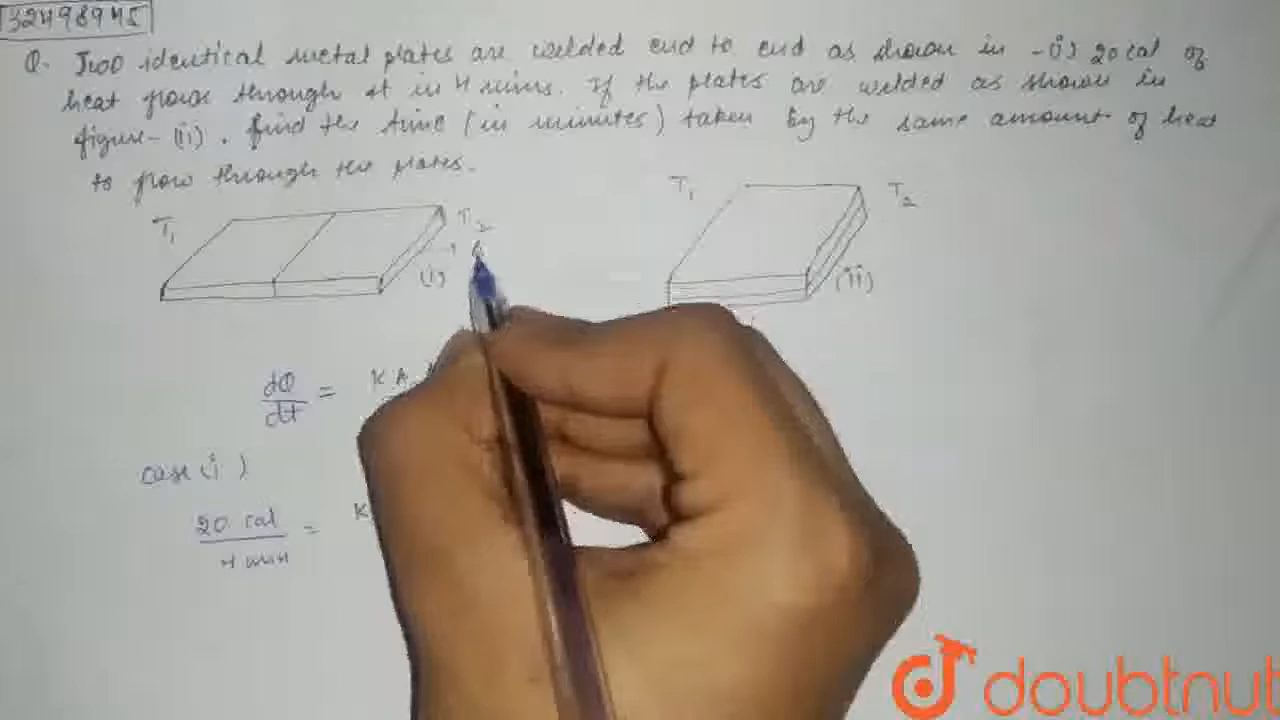 32498945
Q. Two identical metal plates are welded end to end as shown in -(i) 20 cal of
heat flows through it in 4 mins. If the plates are welded as shown in
figure-(ii). find the time (in minutes) taken by the same amount of heat
to flow through the plates.
T1 T2
(i)
T1 T2
(ii)
dQ/dt = KA
case (i)
20 cal / 4 min = K
doubtnut